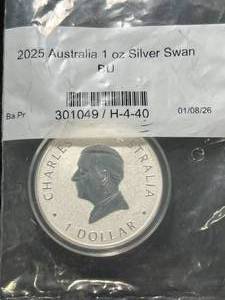 2025 Australia 1 oz Silver Swan
BU
Ba Pr
301049 / H-4-40
01/08/26
CHARLES AUSTRALIA
1 DOLLAR